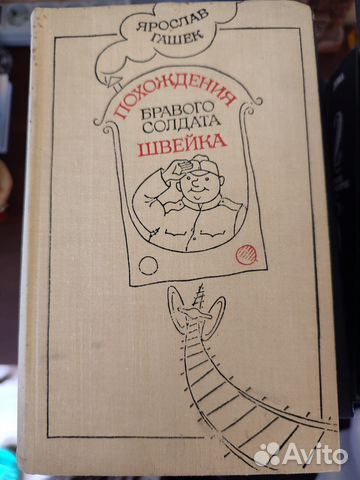 ЯРОСЛАВ
ГАШЕК
ПОХОЖДЕНИЯ
БРАВОГО
СОЛДАТА
ШВЕЙКА
Avito